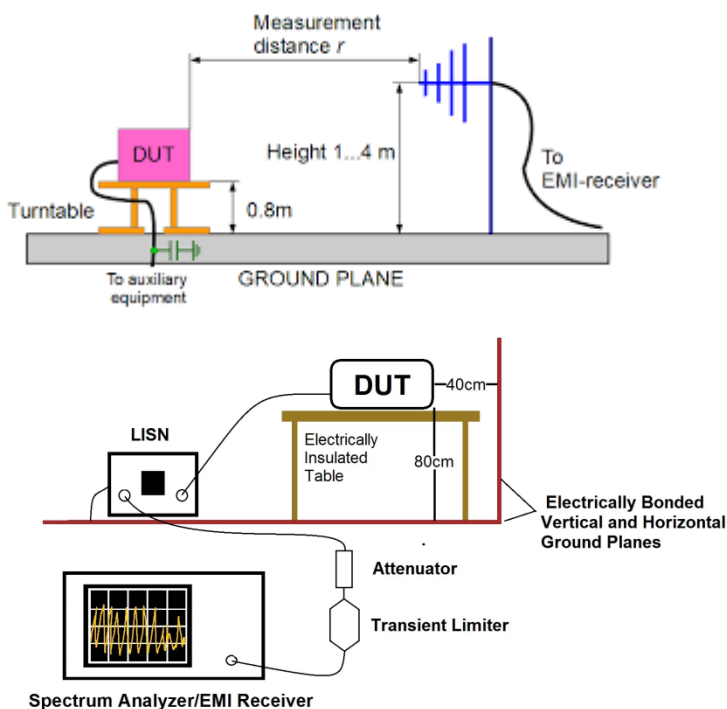 Measurement
distance r
DUT
Height 1...4 m
To
EMI-receiver
Turntable
0.8m
To auxiliary
equipment
GROUND PLANE
DUT
40cm
LISN
Electrically
Insulated
Table
80cm
Electrically Bonded
Vertical and Horizontal
Ground Planes
Attenuator
Transient Limiter
Spectrum Analyzer/EMI Receiver